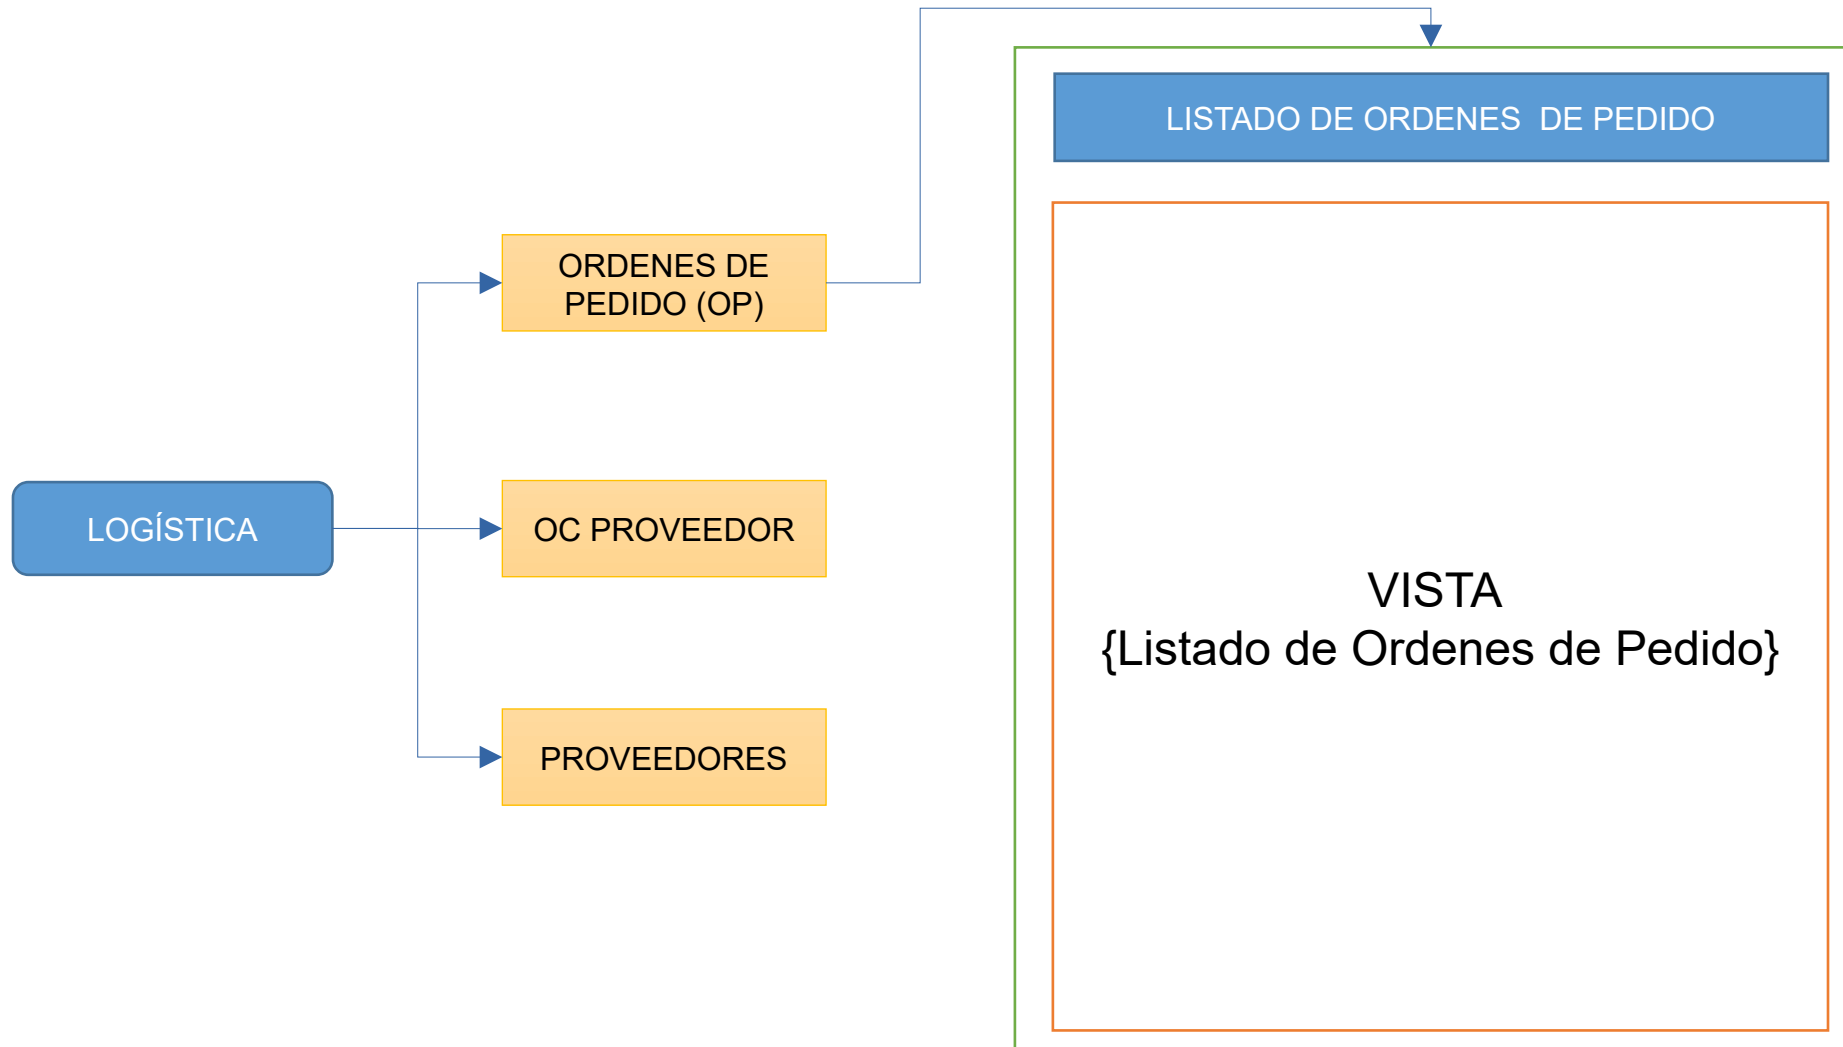 LISTADO DE ORDENES  DE PEDIDO
ORDENES DE
PEDIDO (OP)
LOGÍSTICA
OC PROVEEDOR
PROVEEDORES
VISTA
{Listado de Ordenes de Pedido}